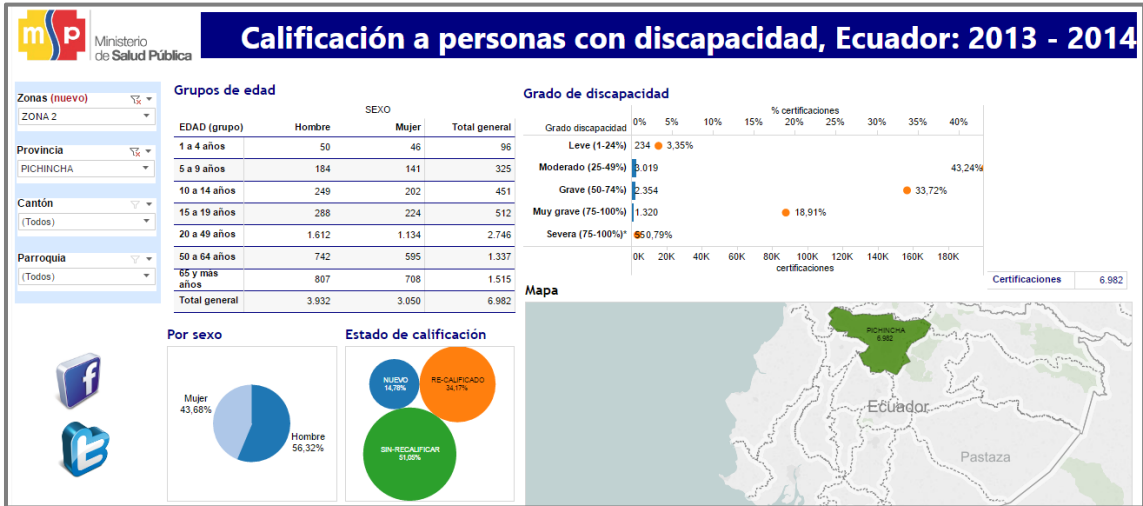 m p
Ministerio
de Salud Pública
Calificación a personas con discapacidad, Ecuador: 2013 - 2014
Zonas (nuevo)
ZONA 2
Provincia
PICHINCHA
Cantón
(Todos)
Parroquia
(Todos)
Grupos de edad
SEXO
EDAD (grupo) Hombre Mujer Total general
1 a 4 años 50 46 96
5 a 9 años 184 141 325
10 a 14 años 249 202 451
15 a 19 años 288 224 512
20 a 49 años 1.612 1.134 2.746
50 a 64 años 742 595 1.337
65 y más
años 807 708 1.515
Total general 3.932 3.050 6.982
Grado de discapacidad
% certificaciones
Grado discapacidad 0% 5% 10% 15% 20% 25% 30% 35% 40%
Leve (1-24%) 234 3,35%
Moderado (25-49%) 3.019 43,24%
Grave (50-74%) 2.354 33,72%
Muy grave (75-100%) 1.320 18,91%
Severa (75-100%)* 55 0,79%
0K 20K 40K 60K 80K 100K 120K 140K 160K 180K
certificaciones
Certificaciones 6.982
Por sexo
Mujer
43,68%
Hombre
56,32%
Estado de calificación
NUEVO
14,78%
RE-CALIFICADO
34,17%
SIN-RECALIFICAR
51,05%
Mapa
PICHINCHA
6.982
Ecuador
Pastaza
f
t